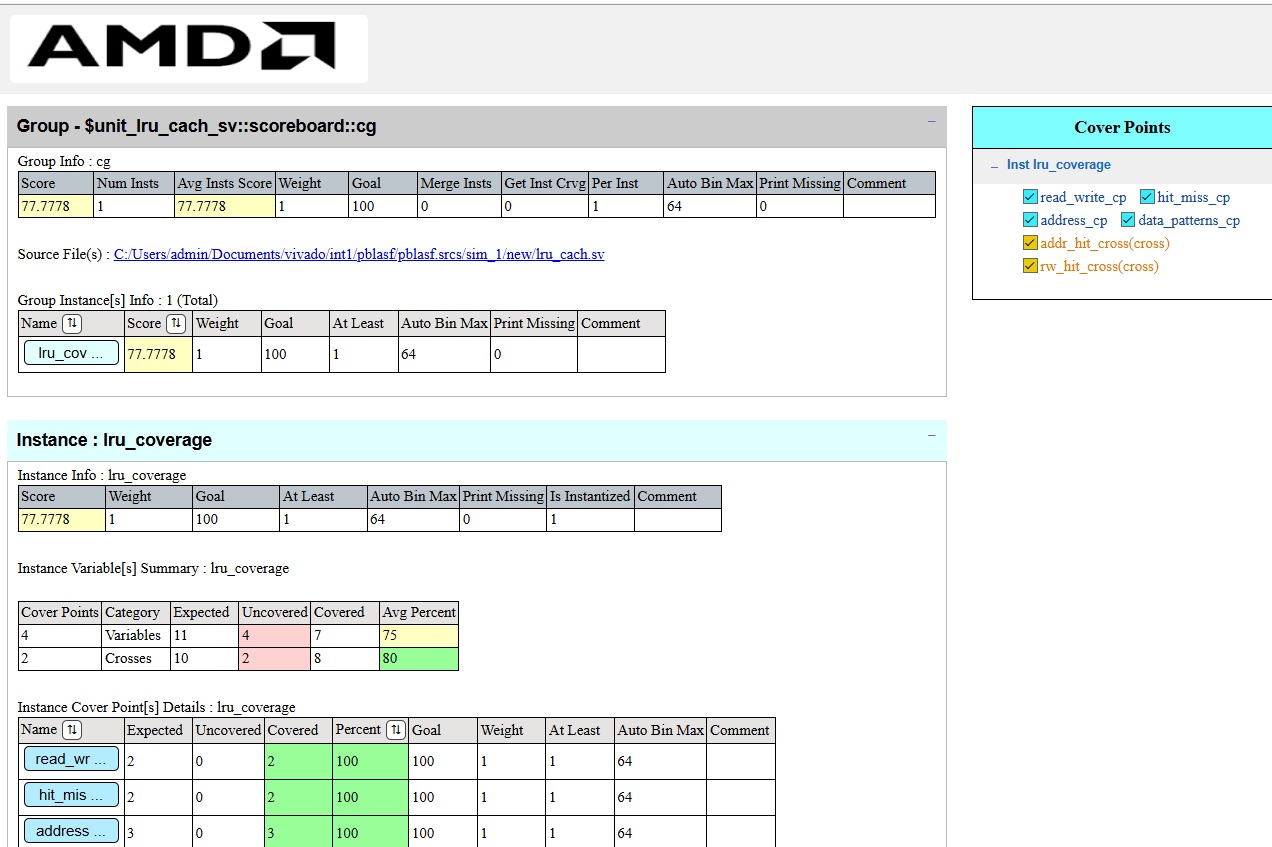 AMD
Group - $unit_lru_cach_sv::scoreboard::cg
–
Group Info : cg
Score Num Insts Avg Insts Score Weight Goal Merge Insts Get Inst Crvg Per Inst Auto Bin Max Print Missing Comment
77.7778 1 77.7778 1 100 0 0 1 64 0
Source File(s) : C:/Users/admin/Documents/vivado/int1/pblasf/pblasf.srcs/sim_1/new/lru_cach.sv
Group Instance[s] Info : 1 (Total)
Name ⇅ Score ⇅ Weight Goal At Least Auto Bin Max Print Missing Comment
lru_cov ... 77.7778 1 100 1 64 0
Instance : lru_coverage
–
Instance Info : lru_coverage
Score Weight Goal At Least Auto Bin Max Print Missing Is Instantized Comment
77.7778 1 100 1 64 0 1
Instance Variable[s] Summary : lru_coverage
Cover Points Category Expected Uncovered Covered Avg Percent
4 Variables 11 4 7 75
2 Crosses 10 2 8 80
Instance Cover Point[s] Details : lru_coverage
Name ⇅ Expected Uncovered Covered Percent ⇅ Goal Weight At Least Auto Bin Max Comment
read_wr ... 2 0 2 100 100 1 1 64
hit_mis ... 2 0 2 100 100 1 1 64
address ... 3 0 3 100 100 1 1 64
Cover Points
– Inst lru_coverage
read_write_cp hit_miss_cp
address_cp data_patterns_cp
addr_hit_cross(cross)
rw_hit_cross(cross)